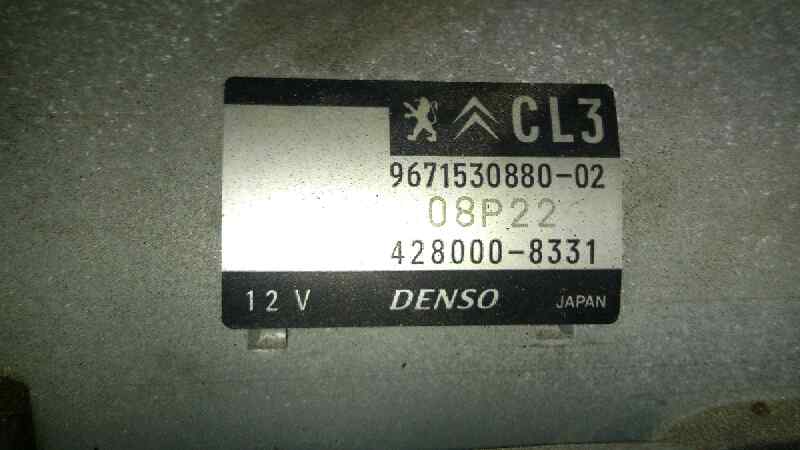 CL3
9671530880-02
08P22
428000-8331
12 V DENSO JAPAN